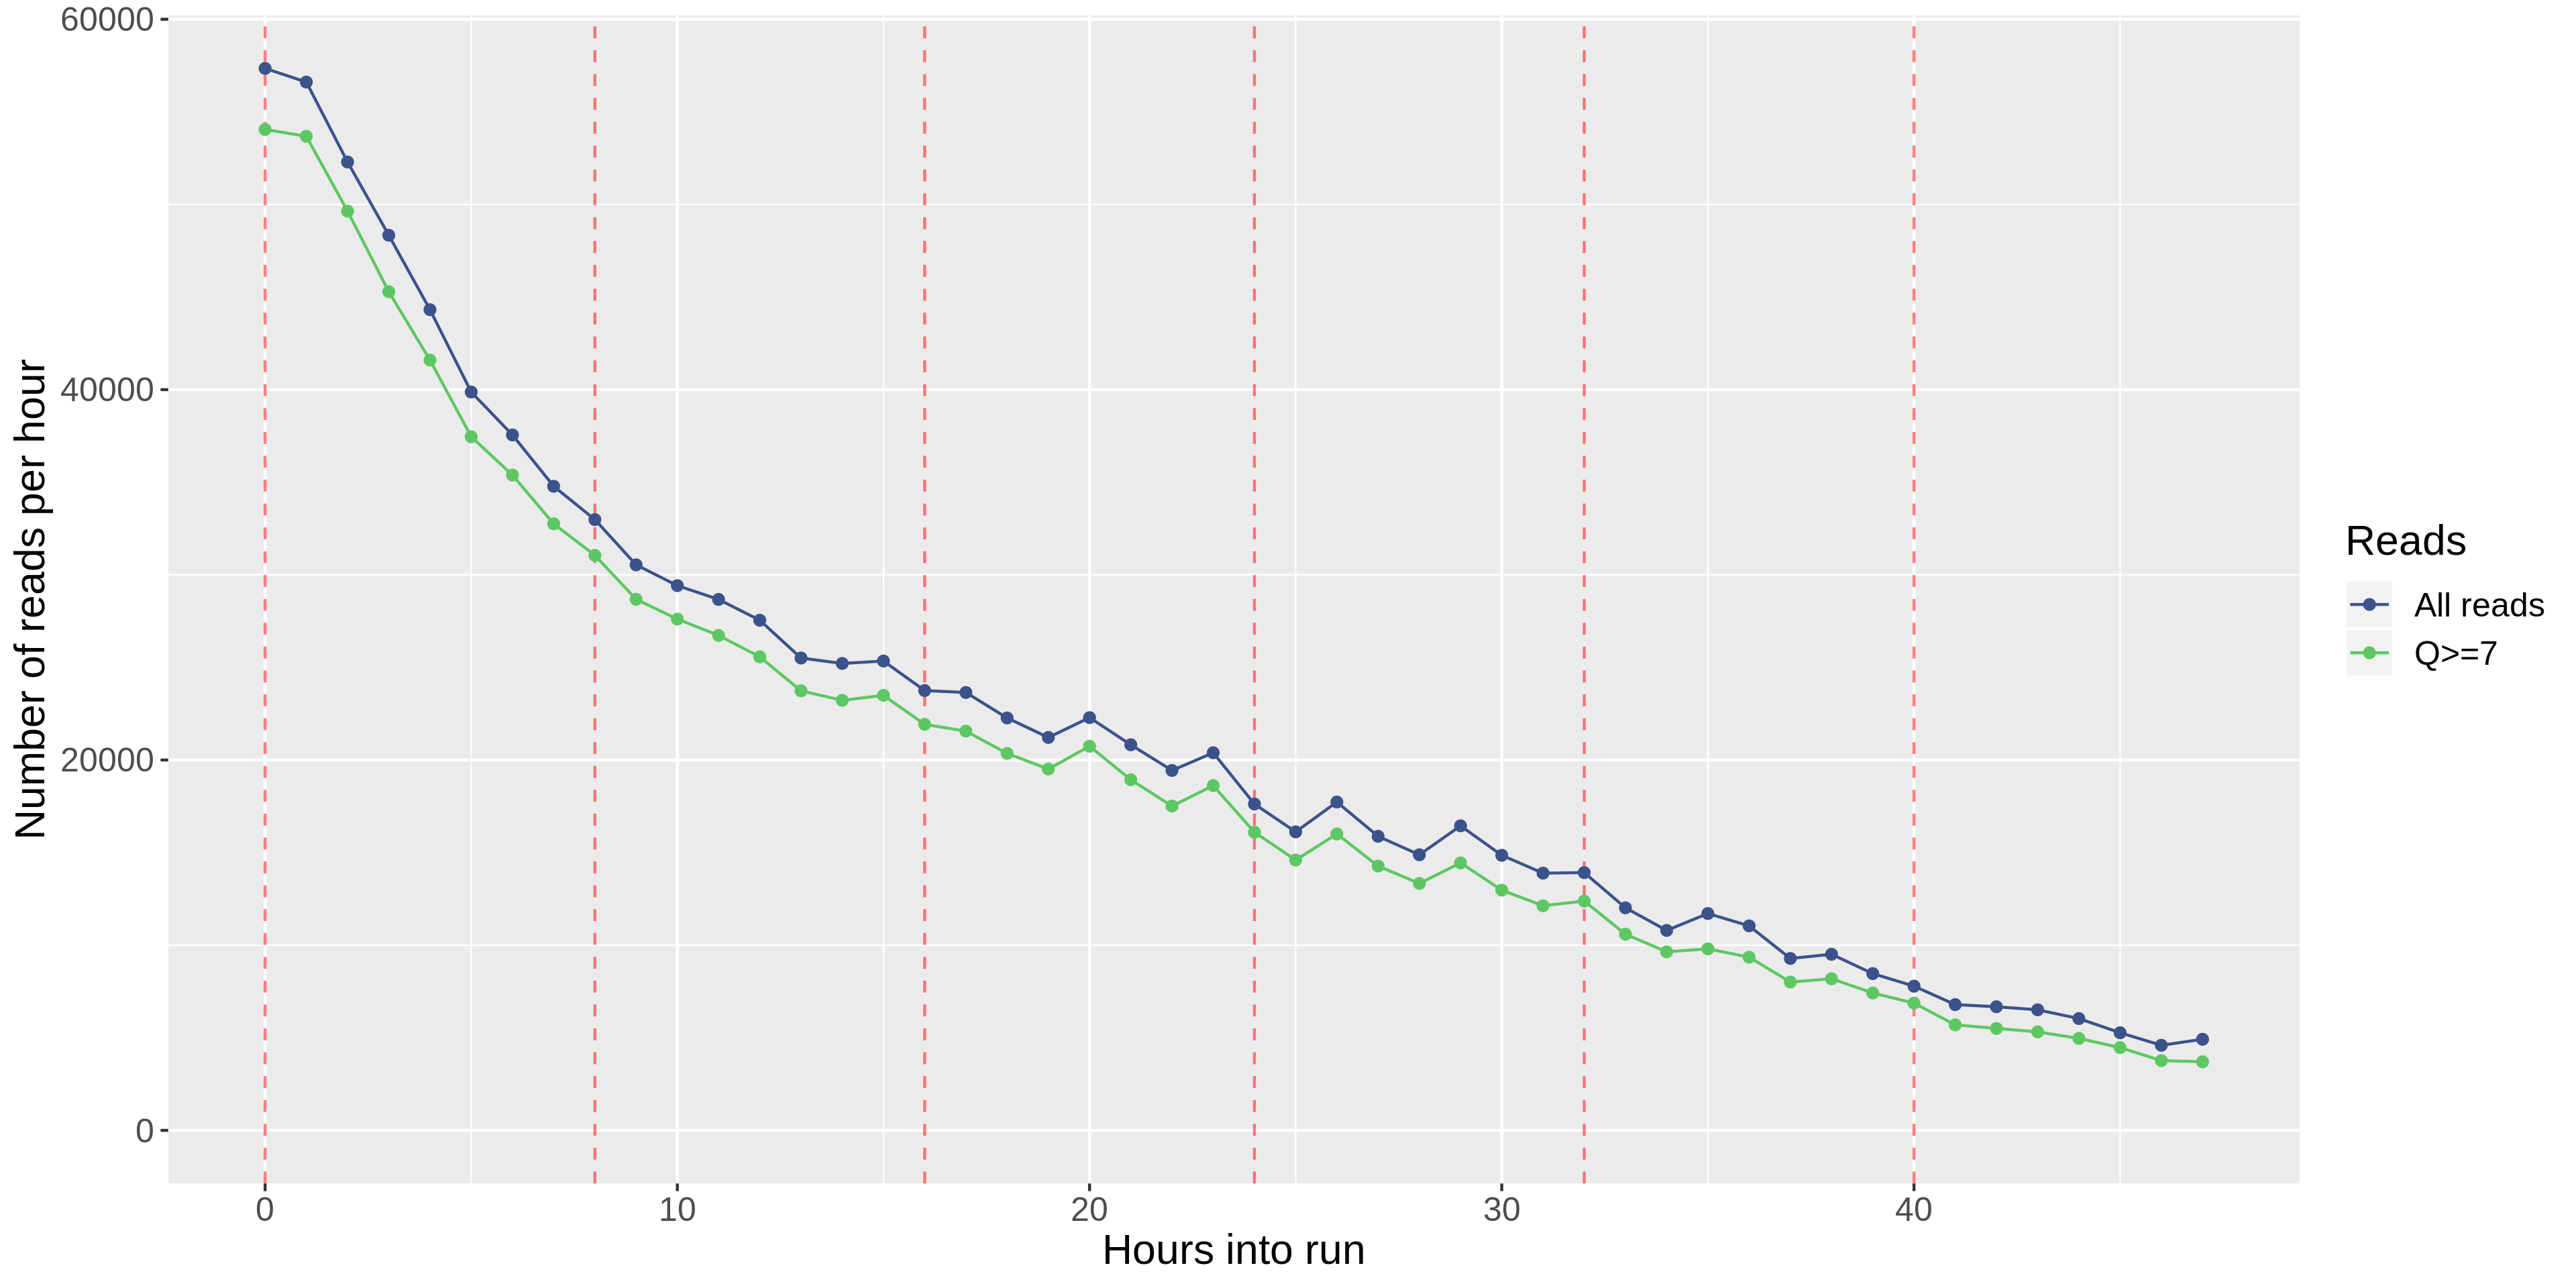 Number of reads per hour
60000
40000
20000
0
0 10 20 30 40
Hours into run
Reads
All reads
Q>=7